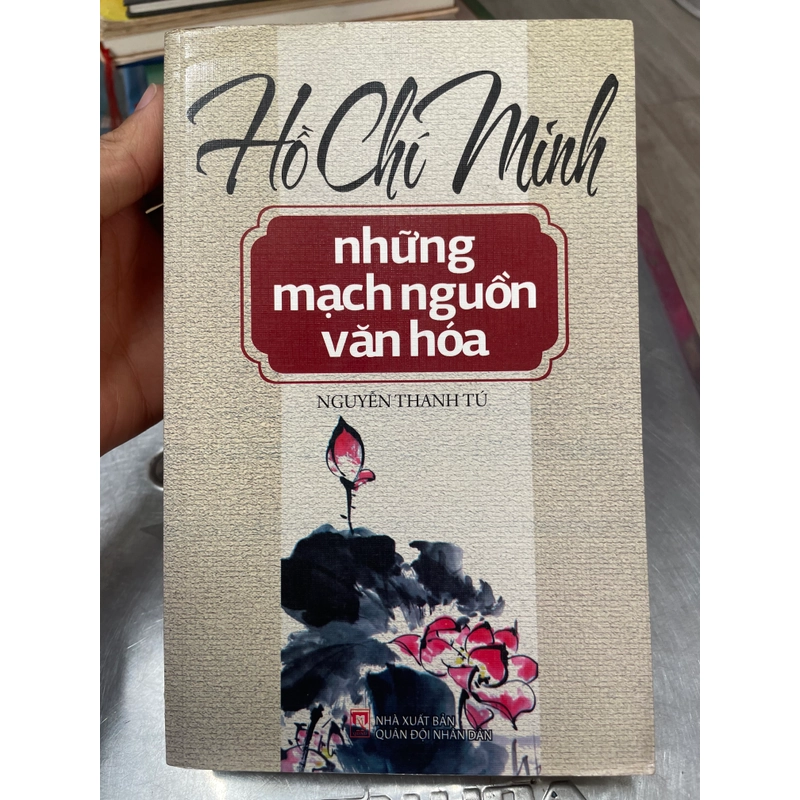 Hồ Chí Minh
những
mạch nguồn
văn hóa
NGUYỄN THANH TÚ
NHÀ XUẤT BẢN
QUÂN ĐỘI NHÂN DÂN